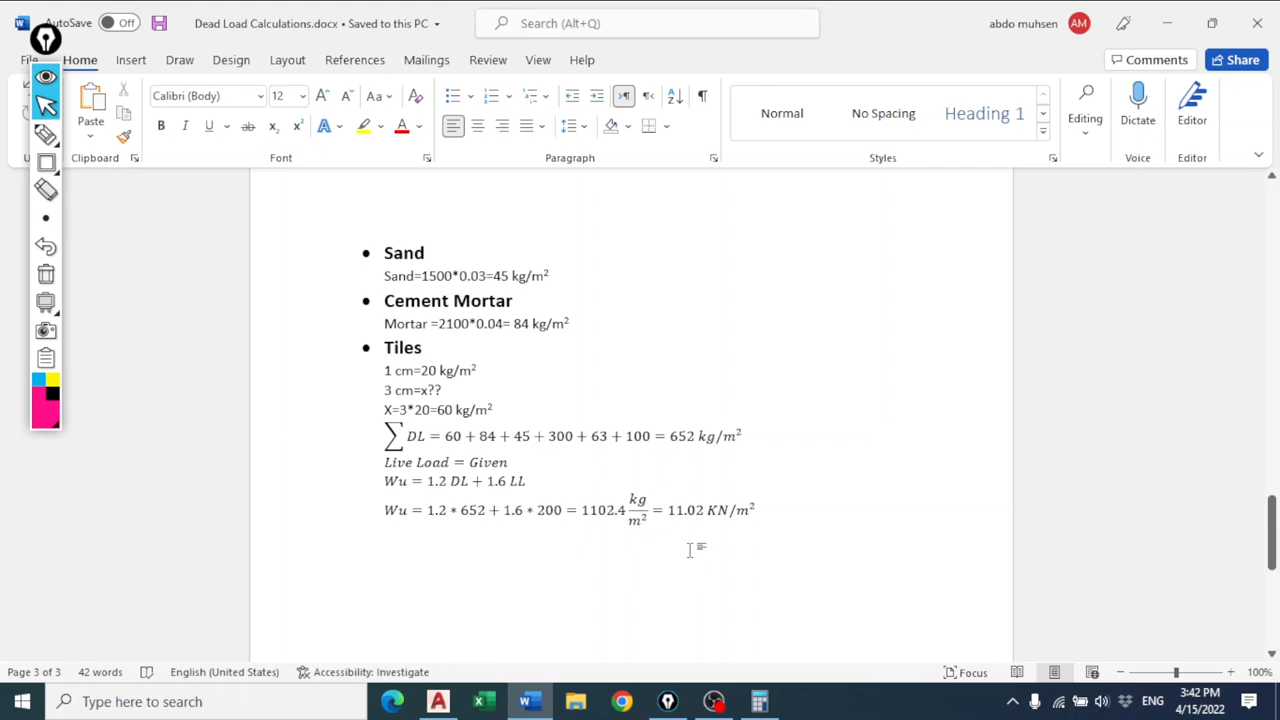 AutoSave Off Dead Load Calculations.docx • Saved to this PC Search (Alt+Q) abdo muhsen AM
File Home Insert Draw Design Layout References Mailings Review View Help Comments Share
Calibri (Body) 12 Aa A A Normal No Spacing Heading 1
Paste B I U ab x₂ x² A A Editing Dictate Editor
Clipboard Font Paragraph Styles Voice Editor
• Sand
Sand=1500*0.03=45 kg/m²
• Cement Mortar
Mortar =2100*0.04= 84 kg/m²
• Tiles
1 cm=20 kg/m²
3 cm=x??
X=3*20=60 kg/m²
∑ DL = 60 + 84 + 45 + 300 + 63 + 100 = 652 kg/m²
Live Load = Given
Wu = 1.2 DL + 1.6 LL
Wu = 1.2 * 652 + 1.6 * 200 = 1102.4 kg/m² = 11.02 KN/m²
Page 3 of 3 42 words English (United States) Accessibility: Investigate Focus 100%
Type here to search ENG 3:42 PM
4/15/2022